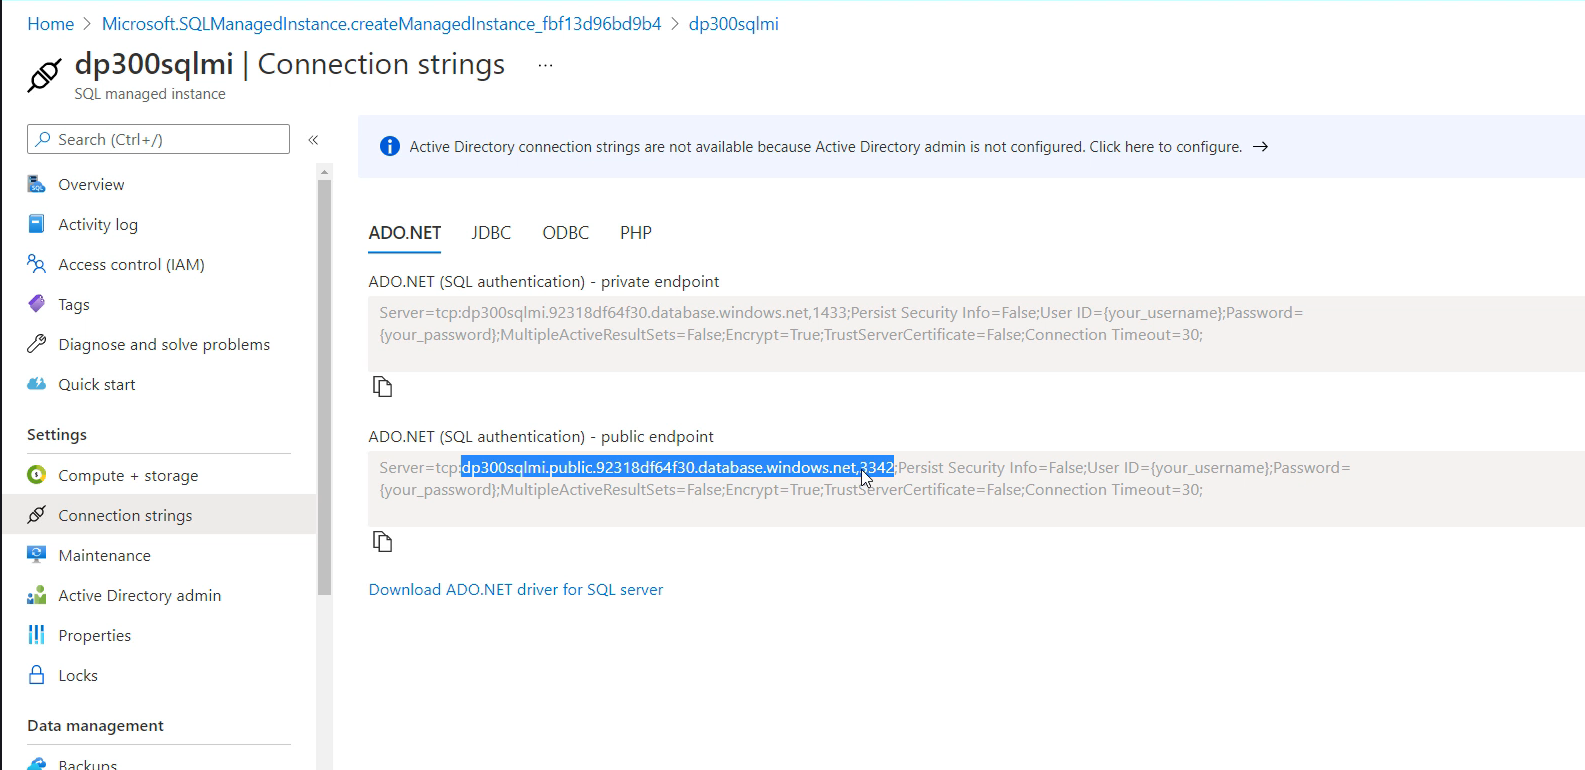 Home > Microsoft.SQLManagedInstance.createManagedInstance_fbf13d96bd9b4 > dp300sqlmi
dp300sqlmi | Connection strings ...
SQL managed instance
Search (Ctrl+/) «
Overview
Activity log
Access control (IAM)
Tags
Diagnose and solve problems
Quick start
Settings
Compute + storage
Connection strings
Maintenance
Active Directory admin
Properties
Locks
Data management
Backups
Active Directory connection strings are not available because Active Directory admin is not configured. Click here to configure. →
ADO.NET JDBC ODBC PHP
ADO.NET (SQL authentication) - private endpoint
Server=tcp:dp300sqlmi.92318df64f30.database.windows.net,1433;Persist Security Info=False;User ID={your_username};Password=
{your_password};MultipleActiveResultSets=False;Encrypt=True;TrustServerCertificate=False;Connection Timeout=30;
ADO.NET (SQL authentication) - public endpoint
Server=tcp:dp300sqlmi.public.92318df64f30.database.windows.net,3342;Persist Security Info=False;User ID={your_username};Password=
{your_password};MultipleActiveResultSets=False;Encrypt=True;TrustServerCertificate=False;Connection Timeout=30;
Download ADO.NET driver for SQL server